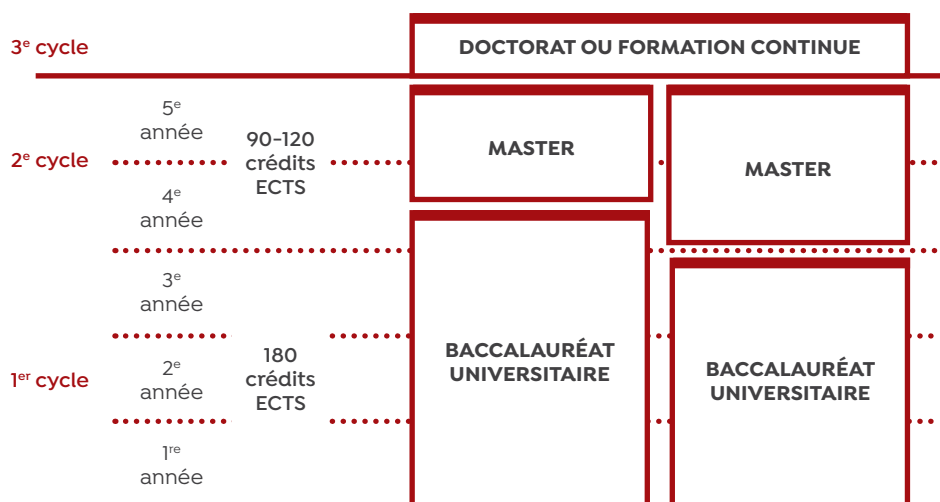 3e cycle
DOCTORAT OU FORMATION CONTINUE
5e
année
2e cycle
90-120
crédits
ECTS
MASTER
MASTER
4e
année
3e
année
BACCALAURÉAT
UNIVERSITAIRE
BACCALAURÉAT
UNIVERSITAIRE
1er cycle
2e
année
180
crédits
ECTS
1re
année